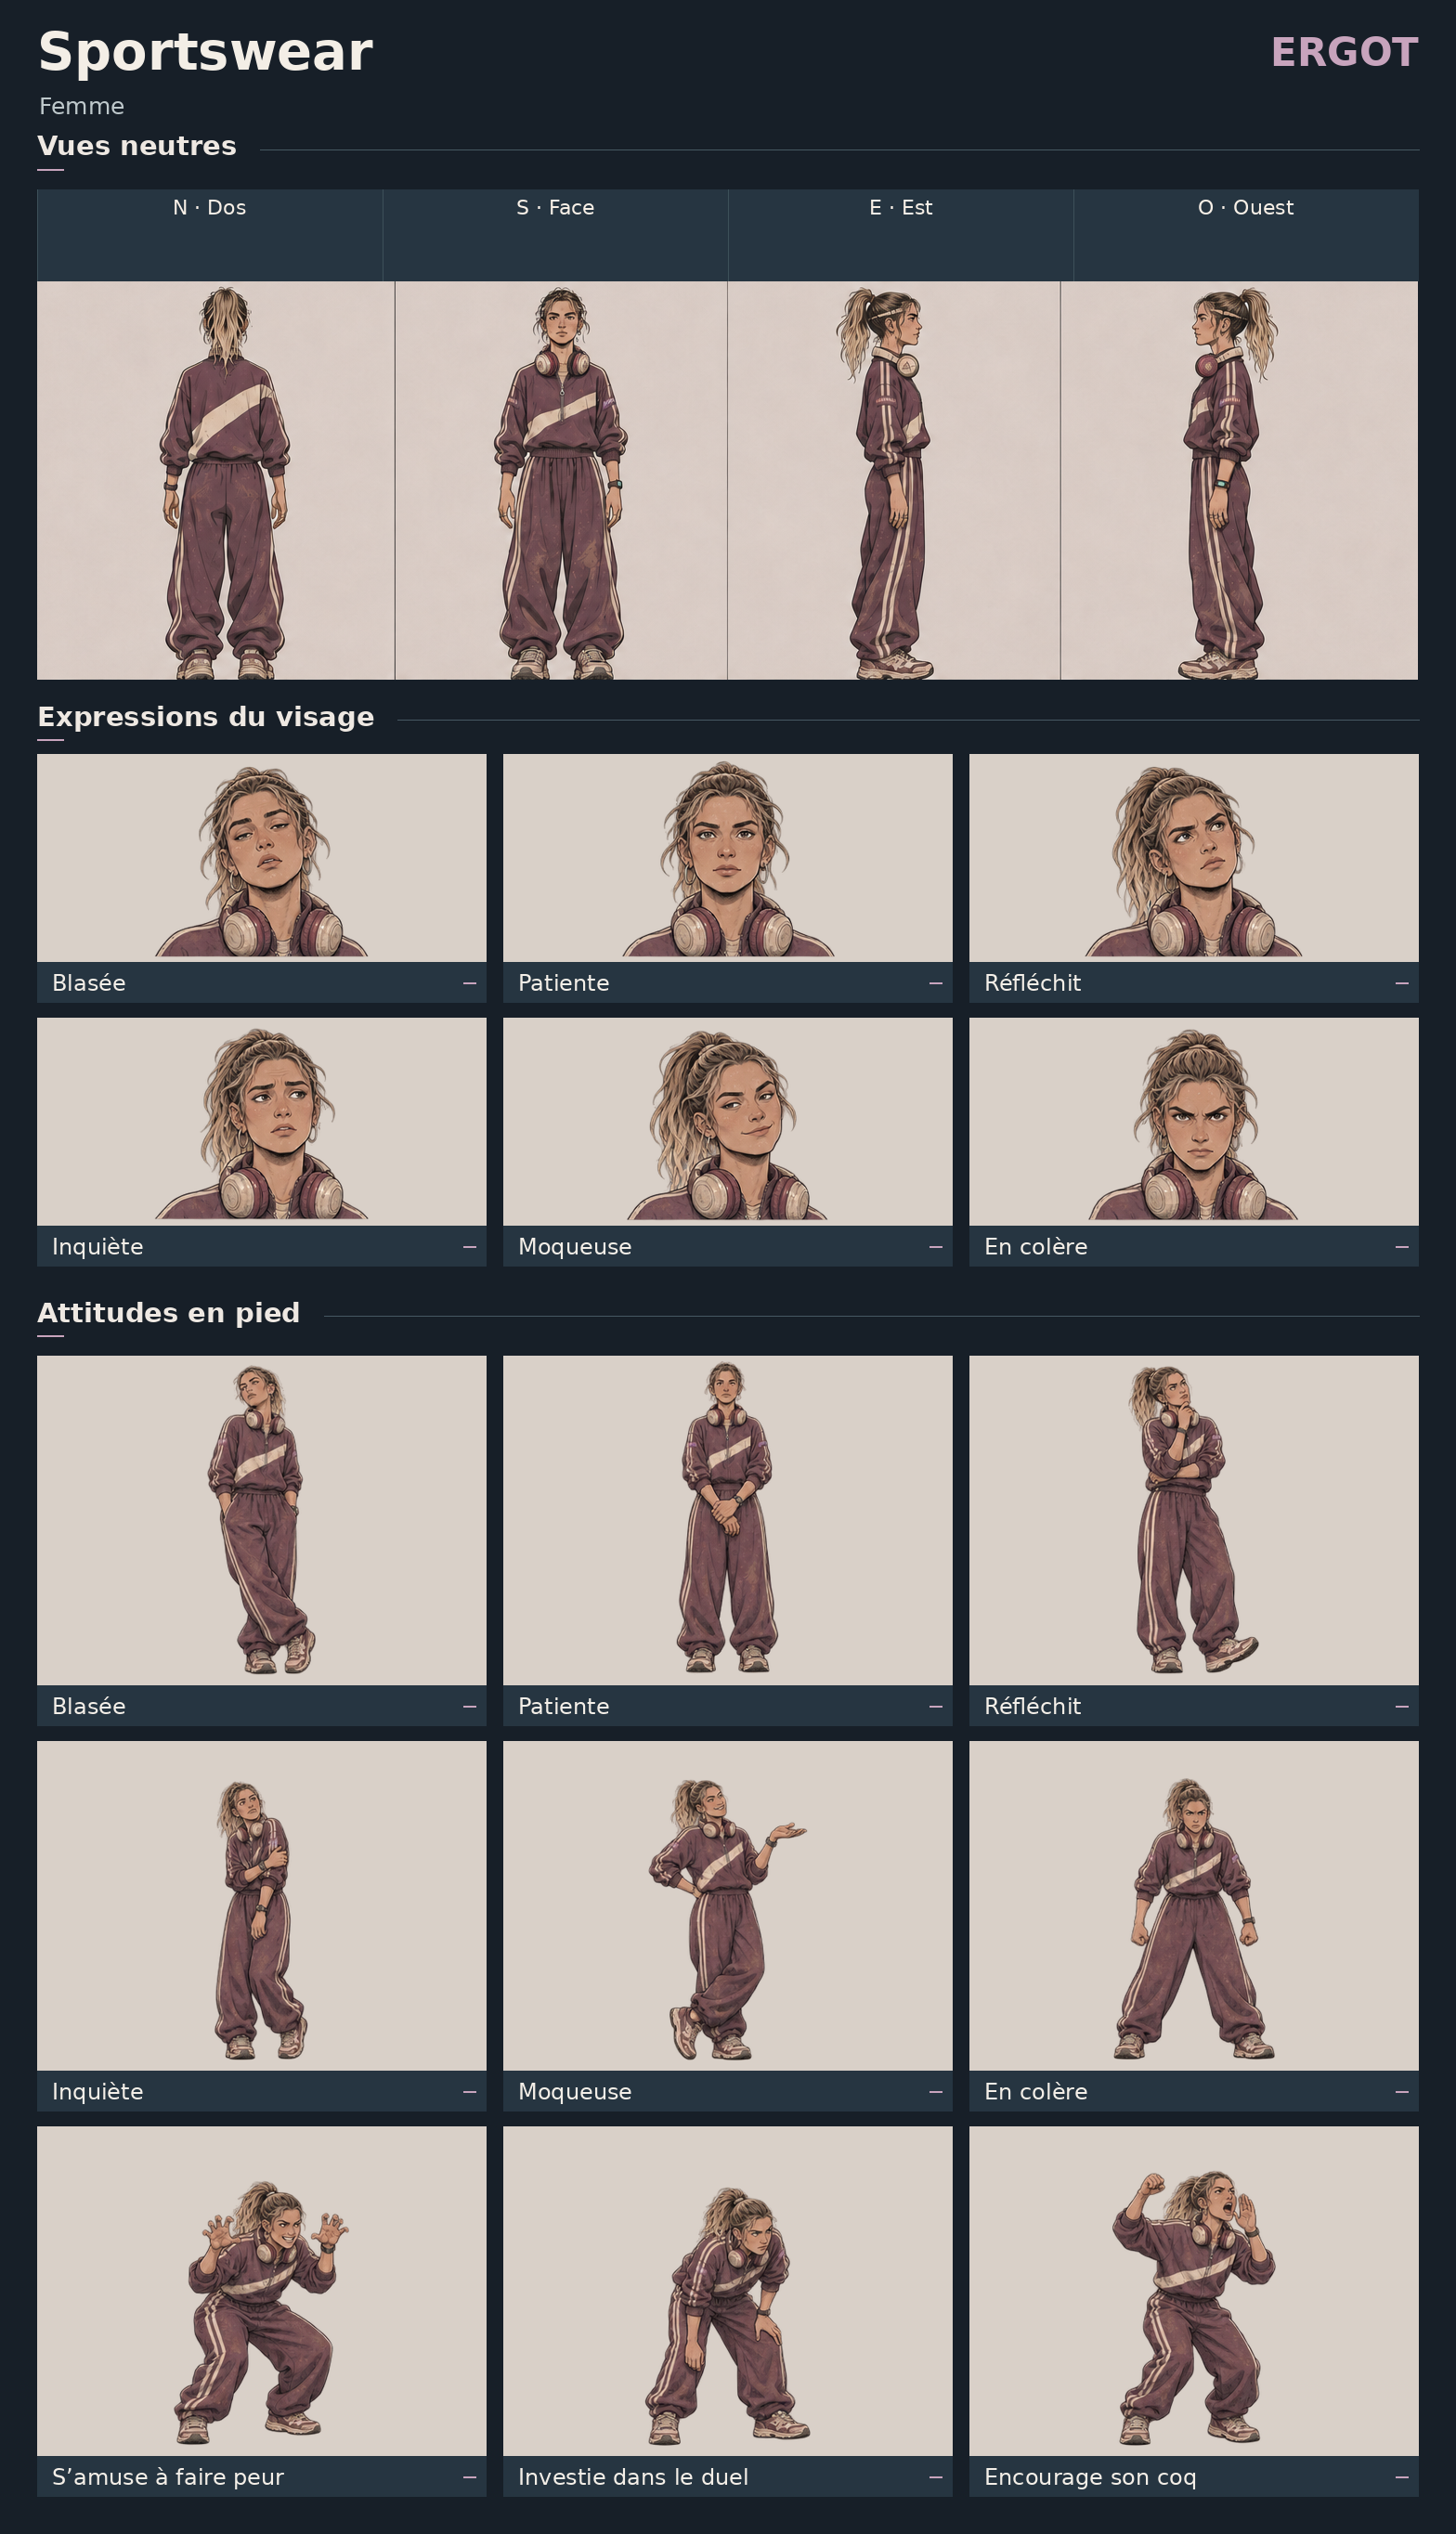 Sportswear
ERGOT
Femme
Vues neutres
N · Dos
S · Face
E · Est
O · Ouest
Expressions du visage
Blasée
Patiente
Réfléchit
Inquiète
Moqueuse
En colère
Attitudes en pied
Blasée
Patiente
Réfléchit
Inquiète
Moqueuse
En colère
S’amuse à faire peur
Investie dans le duel
Encourage son coq